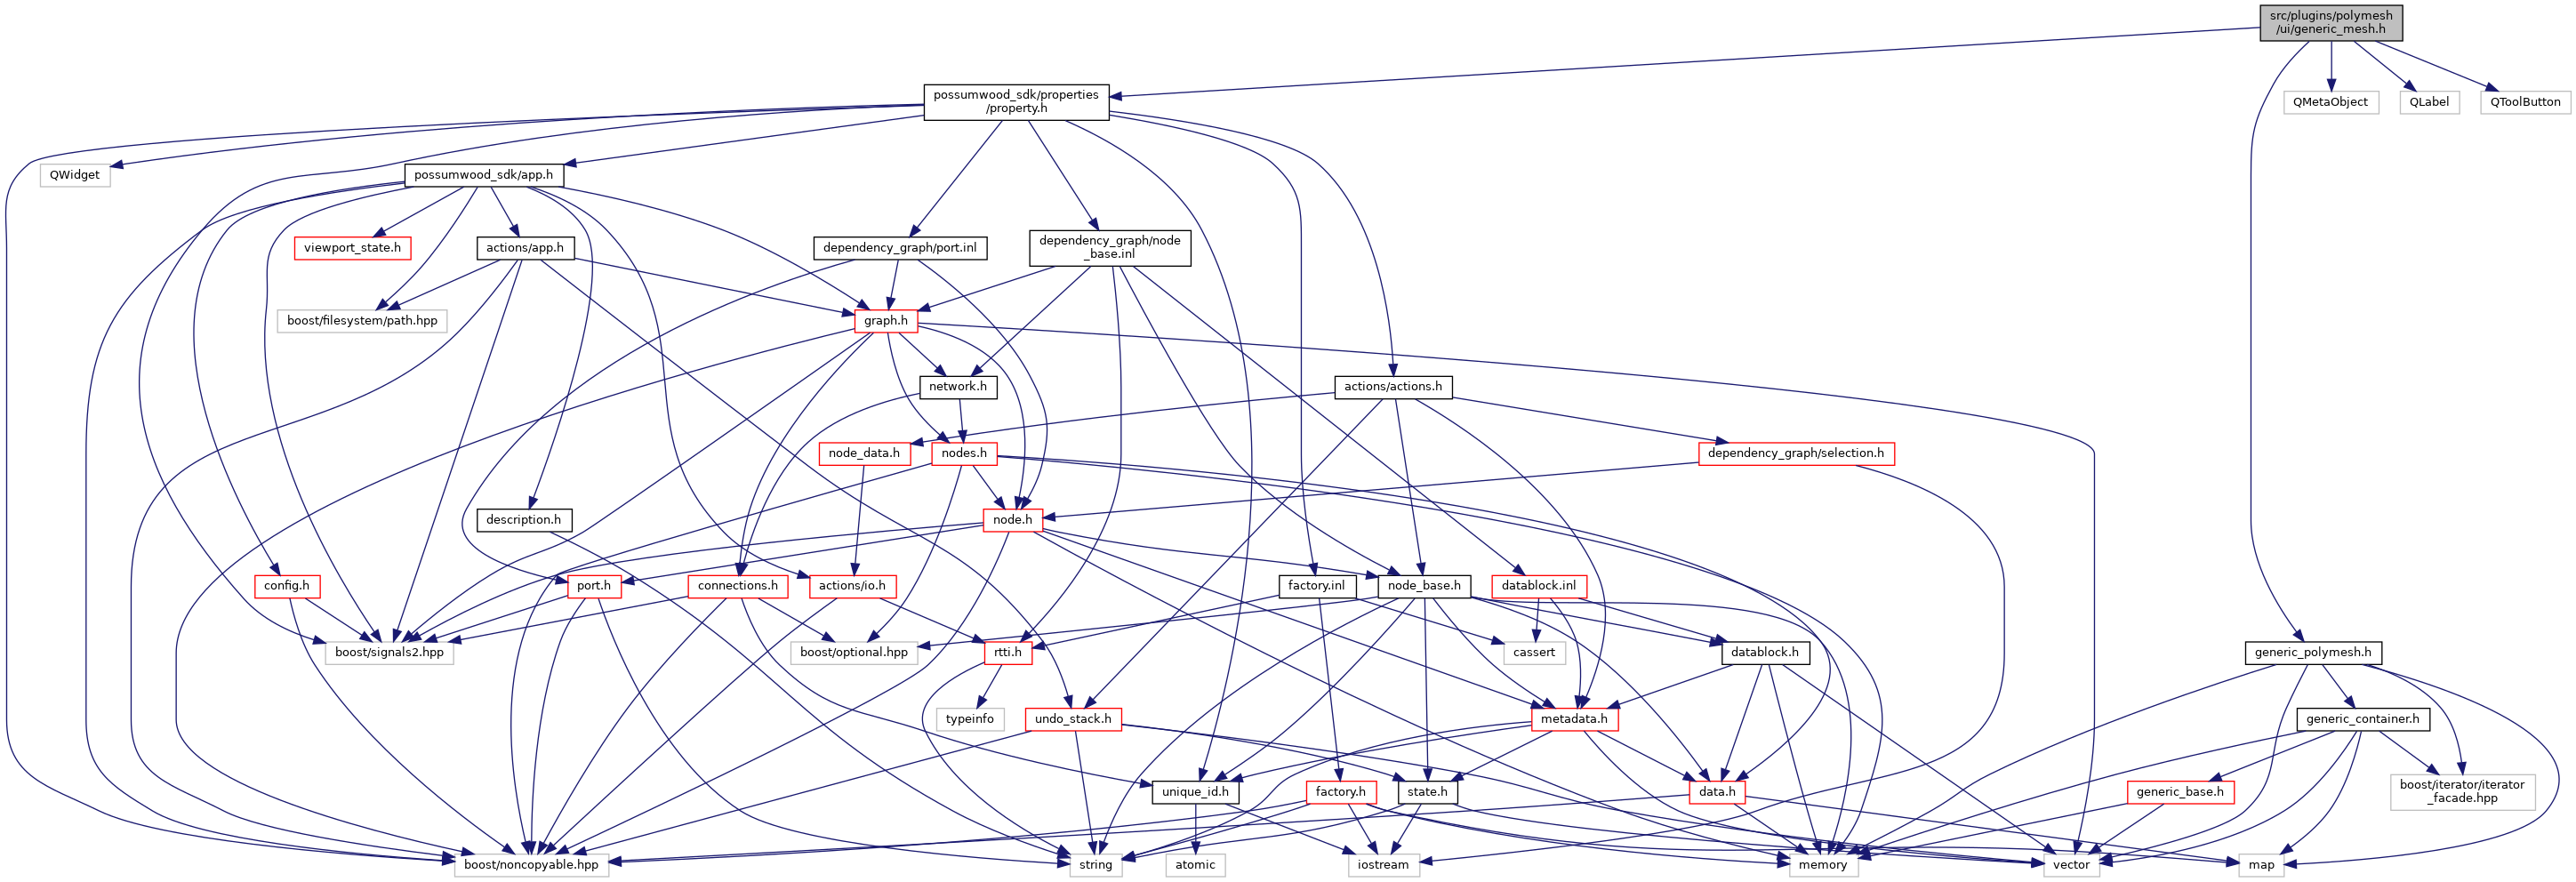 src/plugins/polymesh
/ui/generic_mesh.h
possumwood_sdk/properties
/property.h
QMetaObject
QLabel
QToolButton
QWidget
possumwood_sdk/app.h
viewport_state.h
actions/app.h
dependency_graph/port.inl
dependency_graph/node
_base.inl
boost/filesystem/path.hpp
graph.h
network.h
actions/actions.h
node_data.h
nodes.h
dependency_graph/selection.h
description.h
node.h
config.h
port.h
connections.h
actions/io.h
factory.inl
node_base.h
datablock.inl
boost/signals2.hpp
boost/optional.hpp
rtti.h
cassert
datablock.h
generic_polymesh.h
typeinfo
undo_stack.h
metadata.h
generic_container.h
unique_id.h
factory.h
state.h
data.h
generic_base.h
boost/iterator/iterator
_facade.hpp
boost/noncopyable.hpp
string
atomic
iostream
memory
vector
map